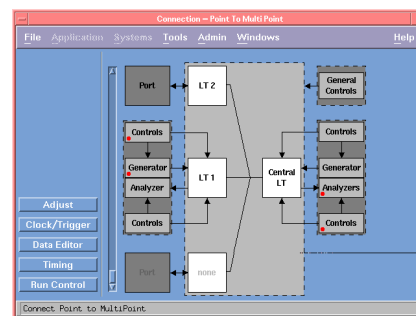 Connection – Point To Multi Point
File Application Systems Tools Admin Windows Help
Port
LT 2
General
Controls
Controls
Generator
Analyzer
Controls
LT 1
Central
LT
Controls
Generator
Analyzers
Controls
Port
none
Adjust
Clock/Trigger
Data Editor
Timing
Run Control
Connect Point to MultiPoint